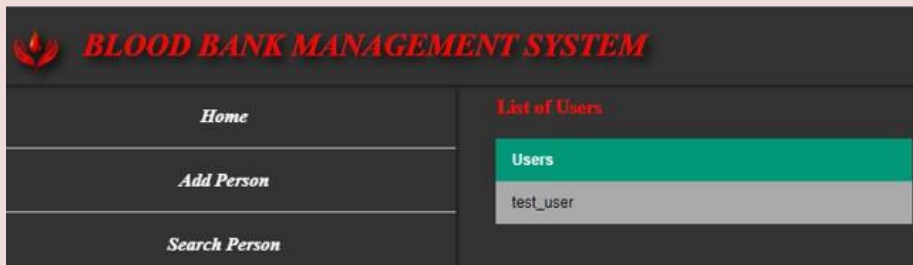 BLOOD BANK MANAGEMENT SYSTEM
Home
Add Person
Search Person
List of Users
Users
test_user